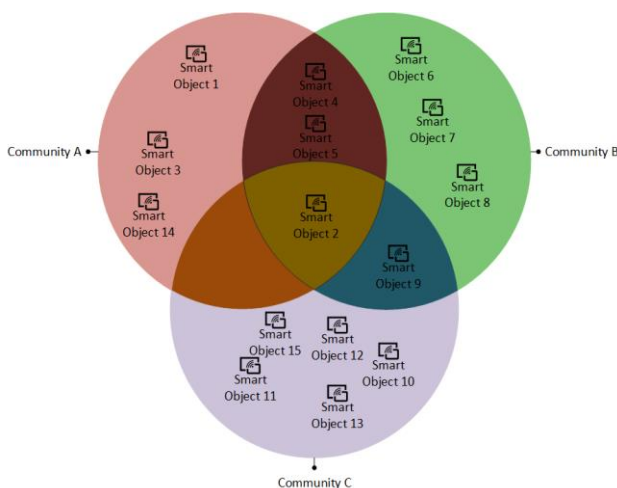 Smart
Object 1
Smart
Object 4
Smart
Object 6
Smart
Object 5
Smart
Object 7
Community A
Smart
Object 3
Community B
Smart
Object 8
Smart
Object 14
Smart
Object 2
Smart
Object 9
Smart
Object 15
Smart
Object 12
Smart
Object 10
Smart
Object 11
Smart
Object 13
Community C